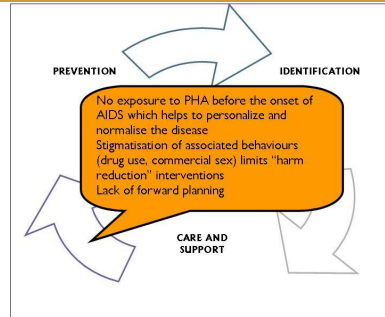 PREVENTION
IDENTIFICATION
No exposure to PHA before the onset of
AIDS which helps to personalize and
normalise the disease
Stigmatisation of associated behaviours
(drug use, commercial sex) limits “harm
reduction” interventions
Lack of forward planning
CARE AND
SUPPORT